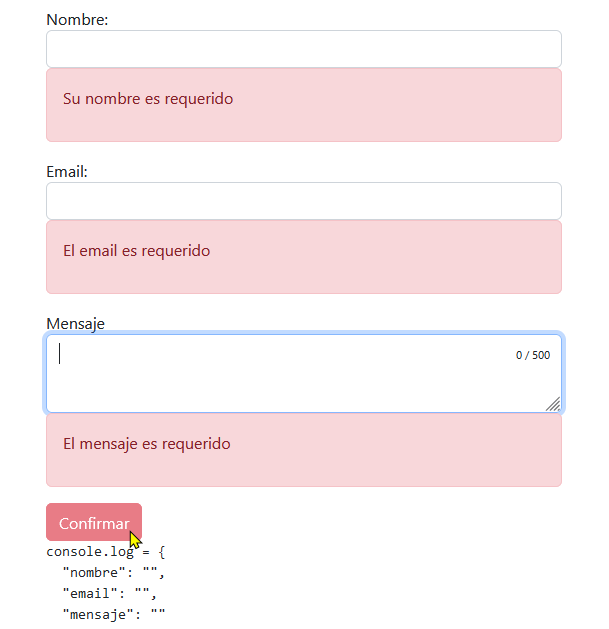 Nombre:
Su nombre es requerido
Email:
El email es requerido
Mensaje
0 / 500
El mensaje es requerido
Confirmar
console.log = {
"nombre": "",
"email": "",
"mensaje": ""